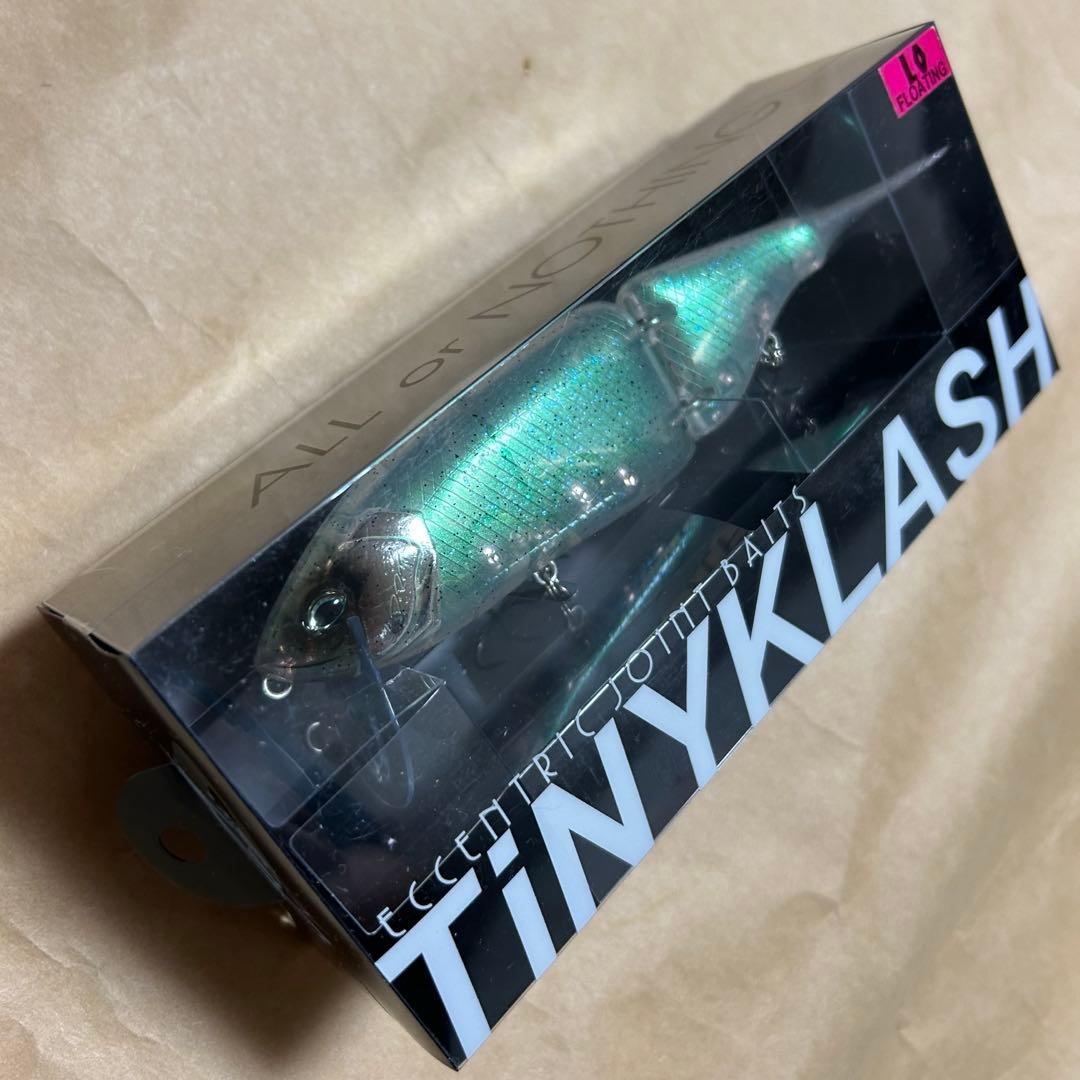 LO
FLOATING
ALL or NOTHING
ECCENTRIC JOINT BAITS
TiNYKLASH